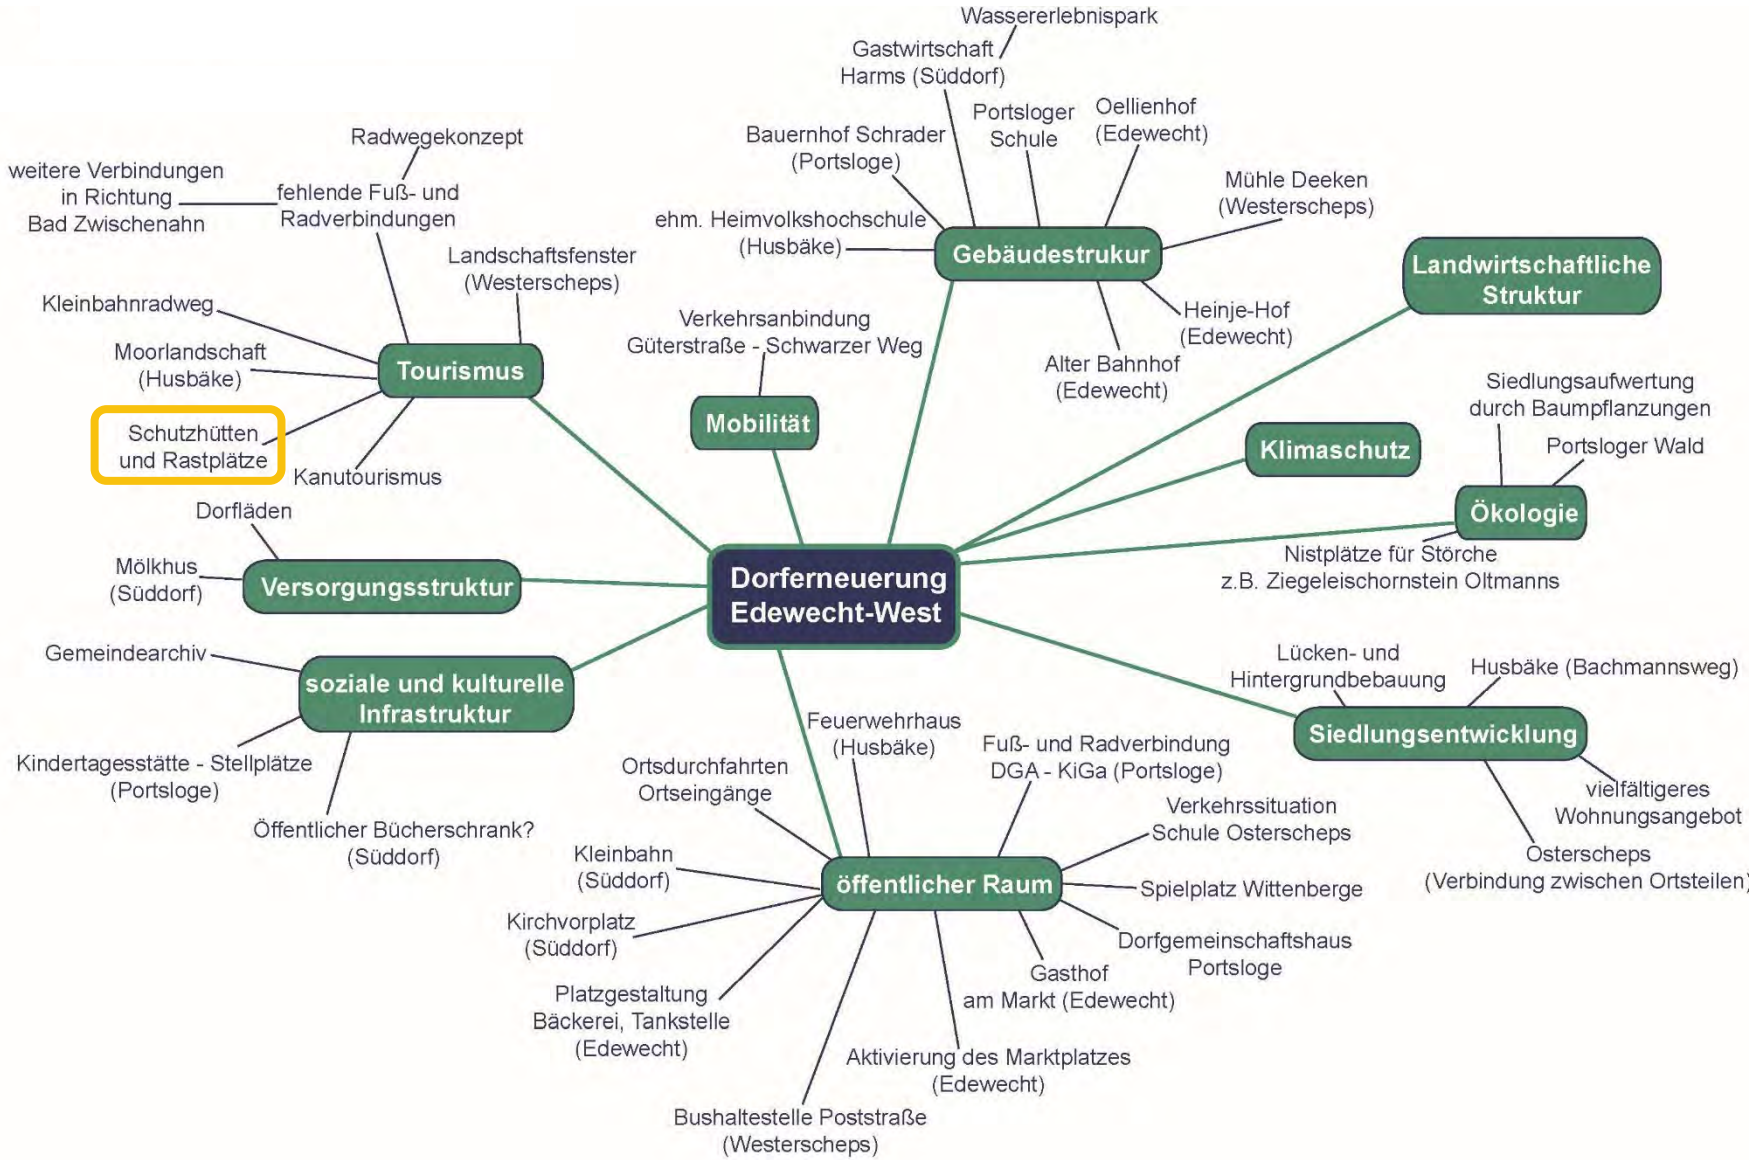 Wassererlebnispark
Gastwirtschaft
Harms (Süddorf)
Portsloger
Schule
Oellienhof
(Edewecht)
Bauernhof Schrader
(Portsloge)
Mühle Deeken
(Westerscheps)
ehm. Heimvolkshochschule
(Husbäke)
Gebäudestrukur
Heinje-Hof
(Edewecht)
Alter Bahnhof
(Edewecht)
Radwegekonzept
weitere Verbindungen
in Richtung
Bad Zwischenahn
fehlende Fuß- und
Radverbindungen
Landschaftsfenster
(Westerscheps)
Kleinbahnradweg
Moorlandschaft
(Husbäke)
Tourismus
Schutzhütten
und Rastplätze
Kanutourismus
Verkehrsanbindung
Güterstraße - Schwarzer Weg
Mobilität
Landwirtschaftliche
Struktur
Klimaschutz
Siedlungsaufwertung
durch Baumpflanzungen
Portsloger Wald
Ökologie
Nistplätze für Störche
z.B. Ziegeleischornstein Oltmanns
Dorfläden
Mölkhus
(Süddorf)
Versorgungsstruktur
Dorferneuerung
Edewecht-West
Gemeindearchiv
soziale und kulturelle
Infrastruktur
Kindertagesstätte - Stellplätze
(Portsloge)
Öffentlicher Bücherschrank?
(Süddorf)
Lücken- und
Hintergrundbebauung
Husbäke (Bachmannsweg)
Siedlungsentwicklung
vielfältigeres
Wohnungsangebot
Osterscheps
(Verbindung zwischen Ortsteilen)
Feuerwehrhaus
(Husbäke)
Fuß- und Radverbindung
DGA - KiGa (Portsloge)
Ortsdurchfahrten
Ortseingänge
Verkehrssituation
Schule Osterscheps
Kleinbahn
(Süddorf)
öffentlicher Raum
Spielplatz Wittenberge
Kirchvorplatz
(Süddorf)
Dorfgemeinschaftshaus
Portsloge
Gasthof
am Markt (Edewecht)
Platzgestaltung
Bäckerei, Tankstelle
(Edewecht)
Aktivierung des Marktplatzes
(Edewecht)
Bushaltestelle Poststraße
(Westerscheps)